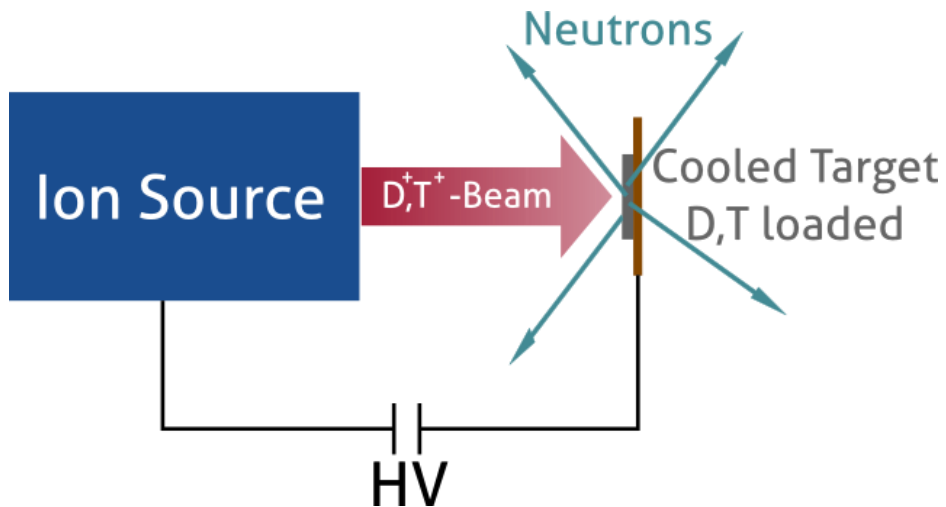 Neutrons
Ion Source
D⁺,T⁺-Beam
Cooled Target
D,T loaded
HV